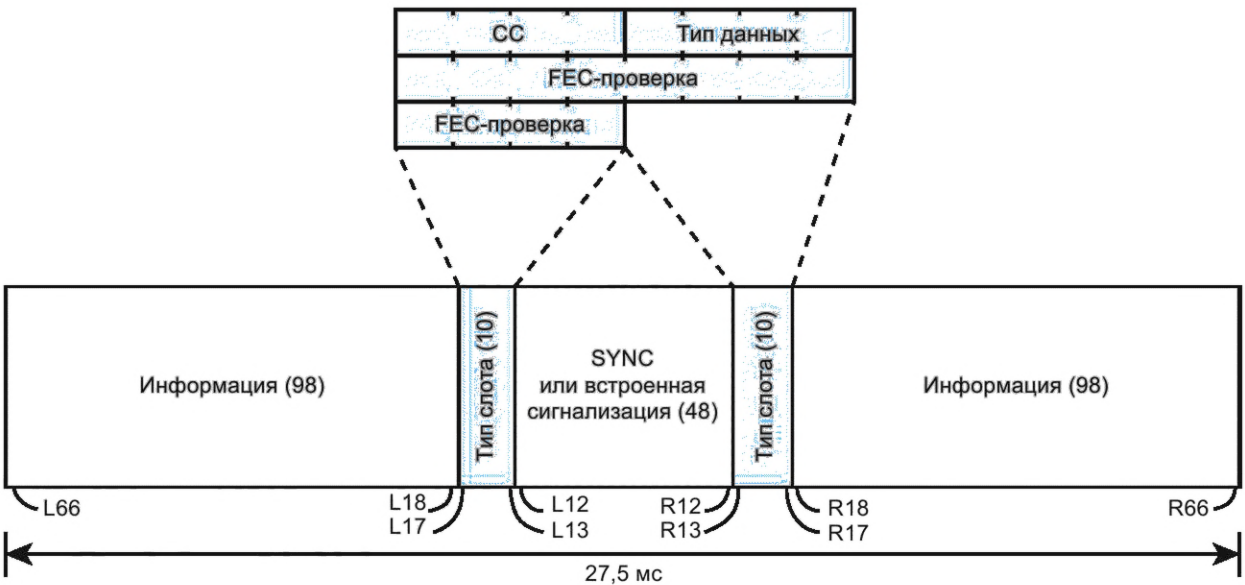 CC Тип данных
FEC-проверка
FEC-проверка
Информация (98)
Тип слота (10)
SYNC
или встроенная
сигнализация (48)
Тип слота (10)
Информация (98)
L66 L18 L12 R12 R18 R66
L17 L13 R13 R17
27,5 мс